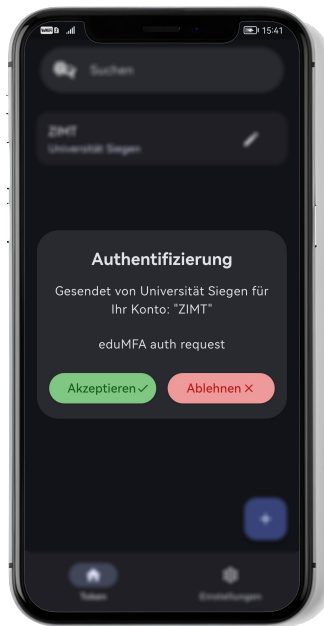 15:41
Suchen
ZIMT
Universität Siegen
Authentifizierung
Gesendet von Universität Siegen für
Ihr Konto: "ZIMT"
eduMFA auth request
Akzeptieren
Ablehnen
Token
Einstellungen